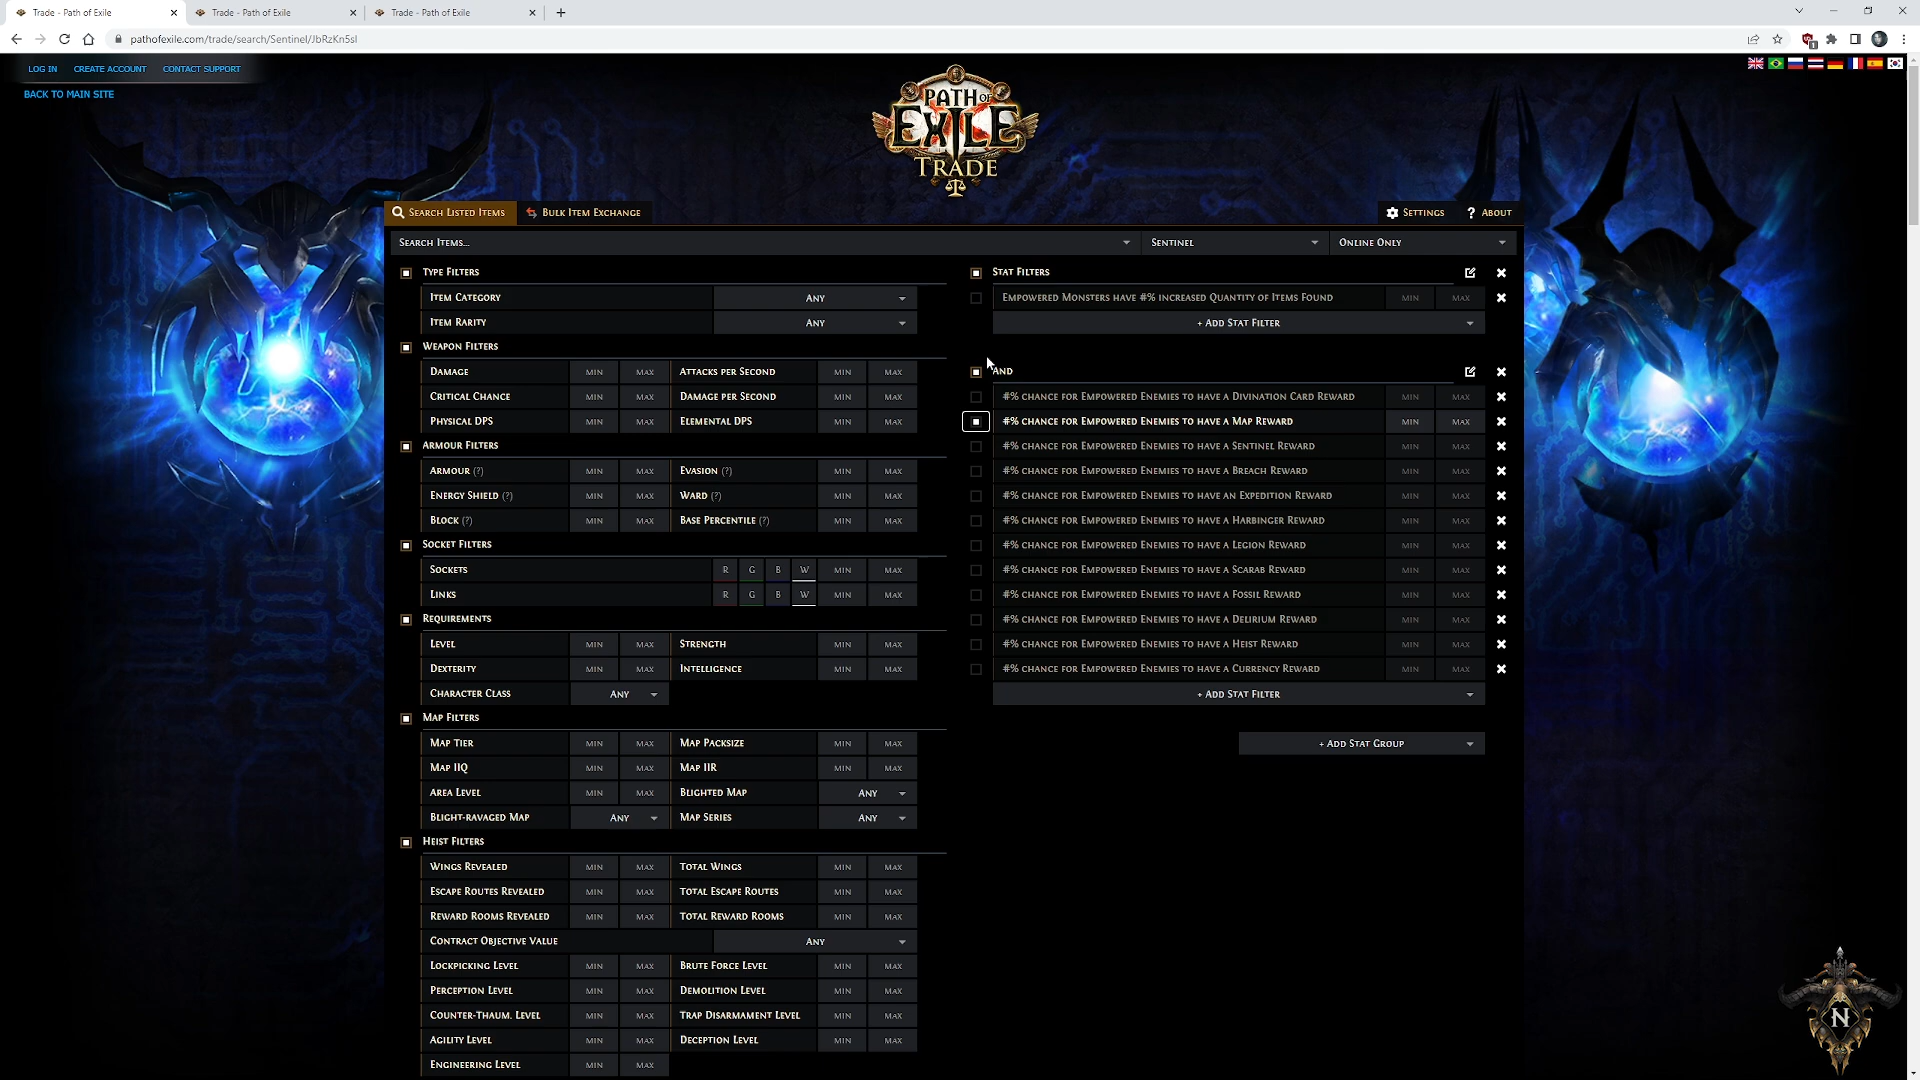 Trade - Path of Exile
Trade - Path of Exile
Trade - Path of Exile
pathofexile.com/trade/search/Sentinel/JbRzKn5sI
LOG IN CREATE ACCOUNT CONTACT SUPPORT
BACK TO MAIN SITE
PATH OF
EXILE
TRADE
Search Listed Items
Bulk Item Exchange
Settings
? About
Search Items...
Sentinel
Online Only
Type Filters
Item Category Any
Item Rarity Any
Weapon Filters
Damage MIN MAX Attacks per Second MIN MAX
Critical Chance MIN MAX Damage per Second MIN MAX
Physical DPS MIN MAX Elemental DPS MIN MAX
Armour Filters
Armour (?) MIN MAX Evasion (?) MIN MAX
Energy Shield (?) MIN MAX Ward (?) MIN MAX
Block (?) MIN MAX Base Percentile (?) MIN MAX
Socket Filters
Sockets R G B W MIN MAX
Links R G B W MIN MAX
Requirements
Level MIN MAX Strength MIN MAX
Dexterity MIN MAX Intelligence MIN MAX
Character Class Any
Map Filters
Map Tier MIN MAX Map Packsize MIN MAX
Map IIQ MIN MAX Map IIR MIN MAX
Area Level MIN MAX Blighted Map Any
Blight-ravaged Map Any Map Series Any
Heist Filters
Wings Revealed MIN MAX Total Wings MIN MAX
Escape Routes Revealed MIN MAX Total Escape Routes MIN MAX
Reward Rooms Revealed MIN MAX Total Reward Rooms MIN MAX
Contract Objective Value Any
Lockpicking Level MIN MAX Brute Force Level MIN MAX
Perception Level MIN MAX Demolition Level MIN MAX
Counter-Thaum. Level MIN MAX Trap Disarmament Level MIN MAX
Agility Level MIN MAX Deception Level MIN MAX
Engineering Level MIN MAX
Stat Filters
Empowered Monsters have #% increased Quantity of Items Found MIN MAX
+ Add Stat Filter
And
#% chance for Empowered Enemies to have a Divination Card Reward MIN MAX
#% chance for Empowered Enemies to have a Map Reward MIN MAX
#% chance for Empowered Enemies to have a Sentinel Reward MIN MAX
#% chance for Empowered Enemies to have a Breach Reward MIN MAX
#% chance for Empowered Enemies to have an Expedition Reward MIN MAX
#% chance for Empowered Enemies to have a Harbinger Reward MIN MAX
#% chance for Empowered Enemies to have a Legion Reward MIN MAX
#% chance for Empowered Enemies to have a Scarab Reward MIN MAX
#% chance for Empowered Enemies to have a Fossil Reward MIN MAX
#% chance for Empowered Enemies to have a Delirium Reward MIN MAX
#% chance for Empowered Enemies to have a Heist Reward MIN MAX
#% chance for Empowered Enemies to have a Currency Reward MIN MAX
+ Add Stat Filter
+ Add Stat Group
N